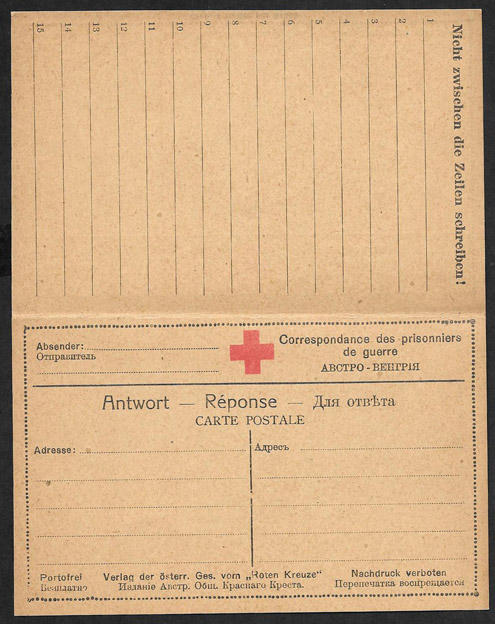 Nicht zwischen die Zeilen schreiben!
1
2
3
4
5
6
7
8
9
10
11
12
13
14
15
Absender:
Отправитель
Correspondance des prisonniers
de guerre
АВСТРО-ВЕНГРІЯ
Antwort — Réponse — Для отвѣта
CARTE POSTALE
Adresse:
Адресъ
Portofrei
Безплатно
Verlag der österr. Ges. vom „Roten Kreuze“
Изданіе Австр. Общ. Краснаго Креста.
Nachdruck verboten
Перепечатка воспрещается